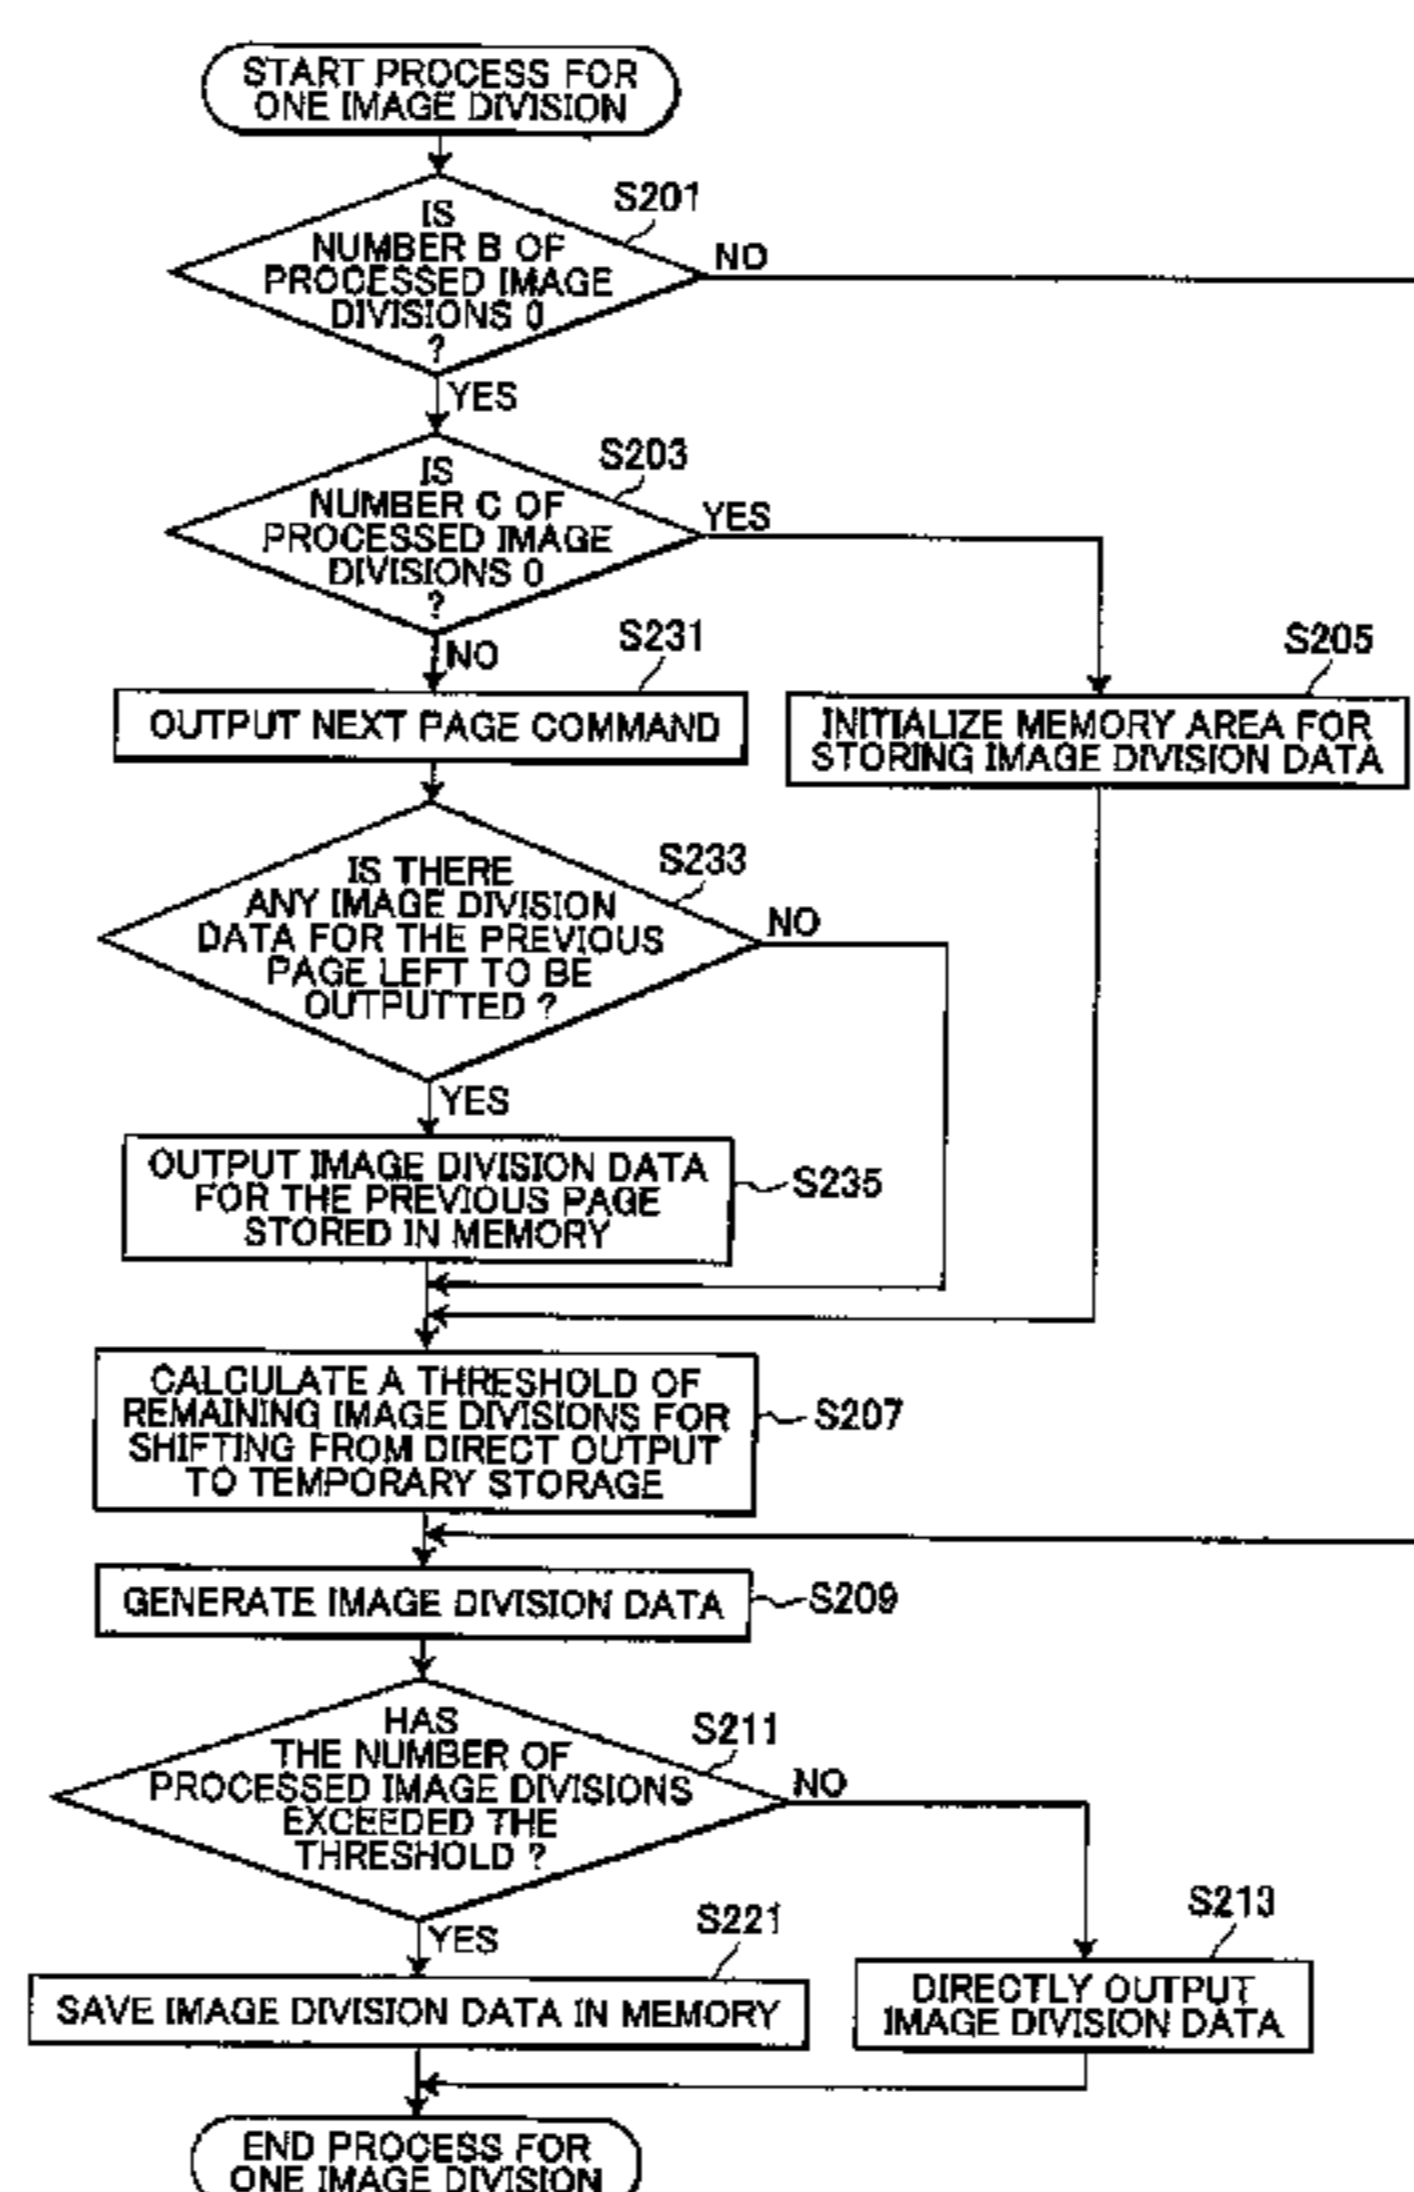 START PROCESS FOR
ONE IMAGE DIVISION
S201
IS
NUMBER B OF
PROCESSED IMAGE
DIVISIONS 0
?
NO
YES
S203
IS
NUMBER C OF
PROCESSED IMAGE
DIVISIONS 0
?
YES
NO
S231
OUTPUT NEXT PAGE COMMAND
S205
INITIALIZE MEMORY AREA FOR
STORING IMAGE DIVISION DATA
S233
IS THERE
ANY IMAGE DIVISION
DATA FOR THE PREVIOUS
PAGE LEFT TO BE
OUTPUTTED ?
NO
YES
OUTPUT IMAGE DIVISION DATA
FOR THE PREVIOUS PAGE
STORED IN MEMORY
S235
CALCULATE A THRESHOLD OF
REMAINING IMAGE DIVISIONS FOR
SHIFTING FROM DIRECT OUTPUT
TO TEMPORARY STORAGE
S207
GENERATE IMAGE DIVISION DATA
S209
HAS
THE NUMBER OF
PROCESSED IMAGE DIVISIONS
EXCEEDED THE
THRESHOLD ?
S211
NO
YES
S221
SAVE IMAGE DIVISION DATA IN MEMORY
S213
DIRECTLY OUTPUT
IMAGE DIVISION DATA
END PROCESS FOR
ONE IMAGE DIVISION